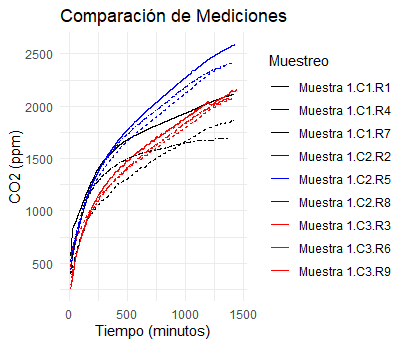 Comparación de Mediciones
CO2 (ppm)
2500
2000
1500
1000
500
0
500
1000
1500
Tiempo (minutos)
Muestreo
Muestra 1.C1.R1
Muestra 1.C1.R4
Muestra 1.C1.R7
Muestra 1.C2.R2
Muestra 1.C2.R5
Muestra 1.C2.R8
Muestra 1.C3.R3
Muestra 1.C3.R6
Muestra 1.C3.R9